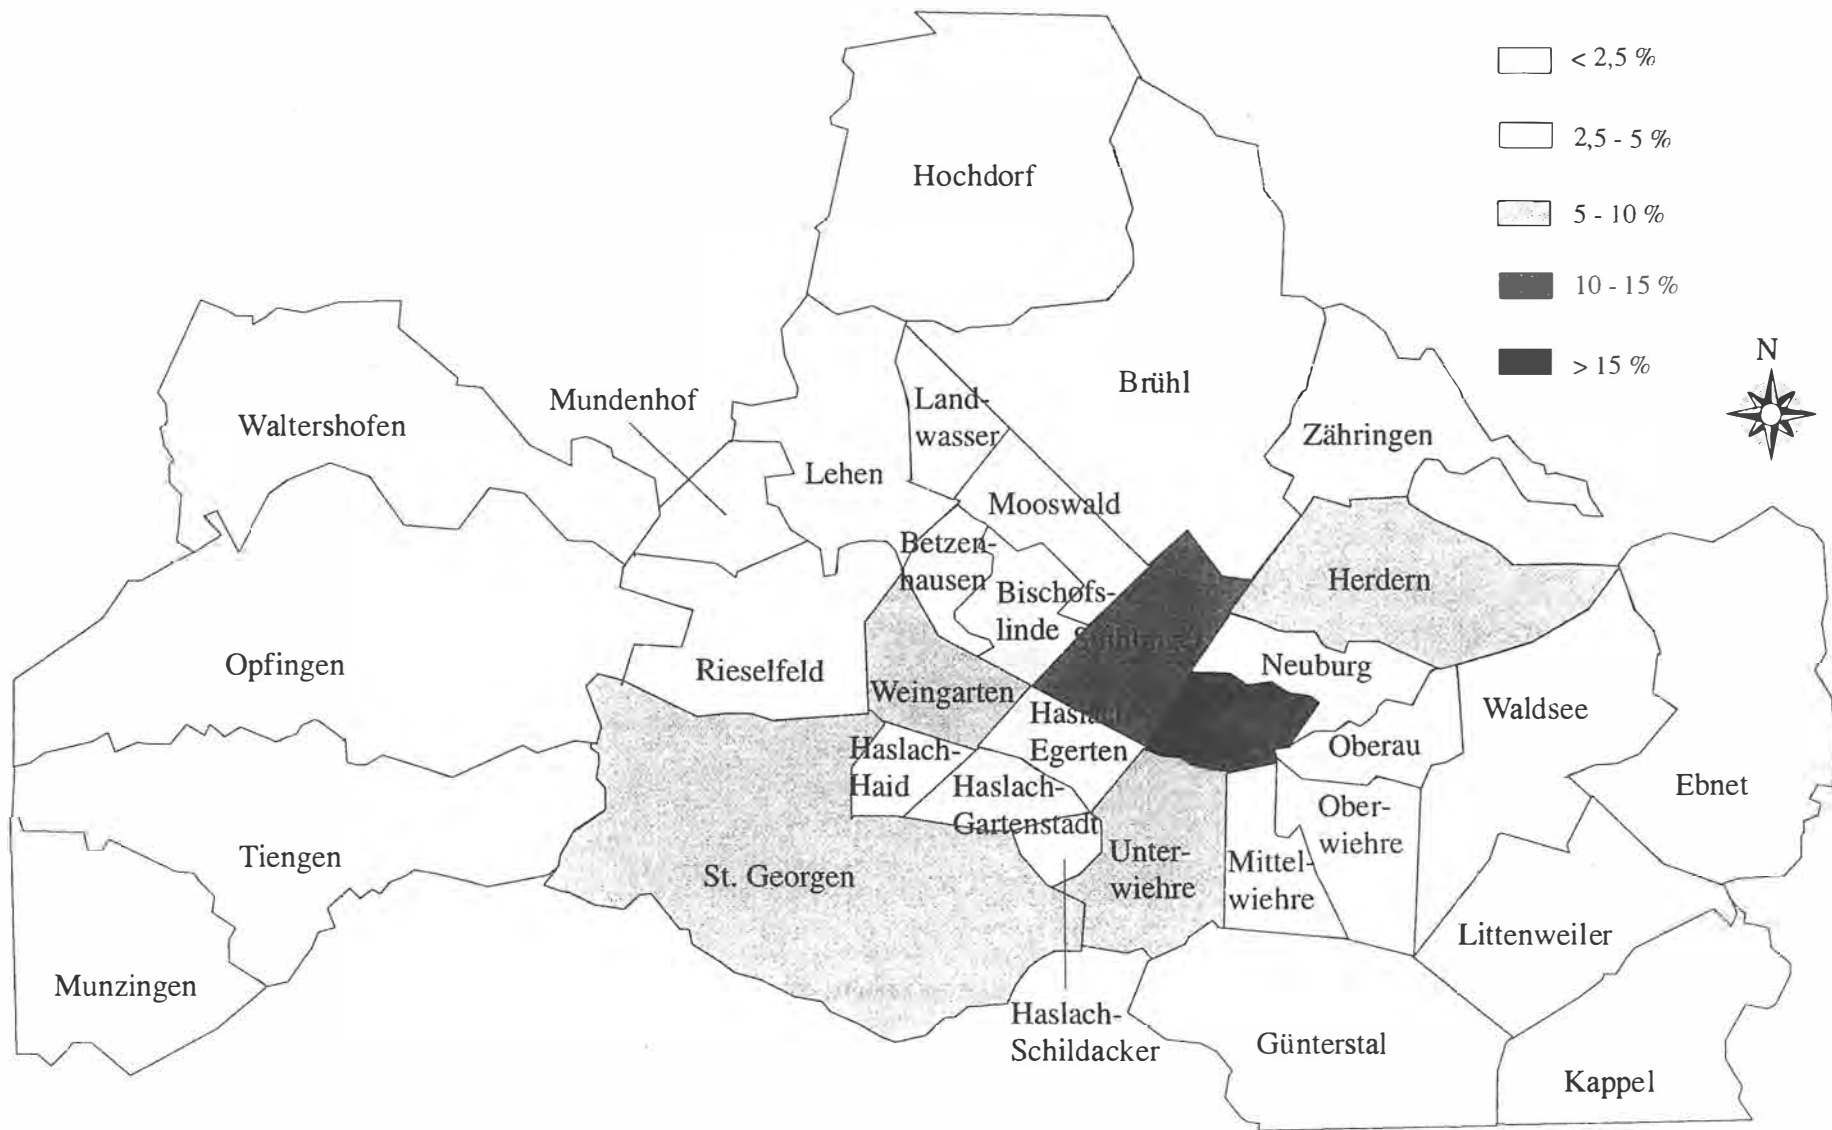 < 2,5 %
2,5 - 5 %
5 - 10 %
10 - 15 %
> 15 %
N
Hochdorf
Brühl
Mundenhof
Waltershofen
Land-
wasser
Zähringen
Lehen
Mooswald
Betzen-
hausen
Bischofs-
linde
Herdern
Opfingen
Rieselfeld
Weingarten
Neuburg
Waldsee
Haslach-
Egerten
Oberau
Haslach-
Haid
Haslach-
Gartenstadt
Ober-
wiehre
Ebnet
Tiengen
St. Georgen
Unter-
wiehre
Mittel-
wiehre
Littenweiler
Munzingen
Haslach-
Schildacker
Günterstal
Kappel